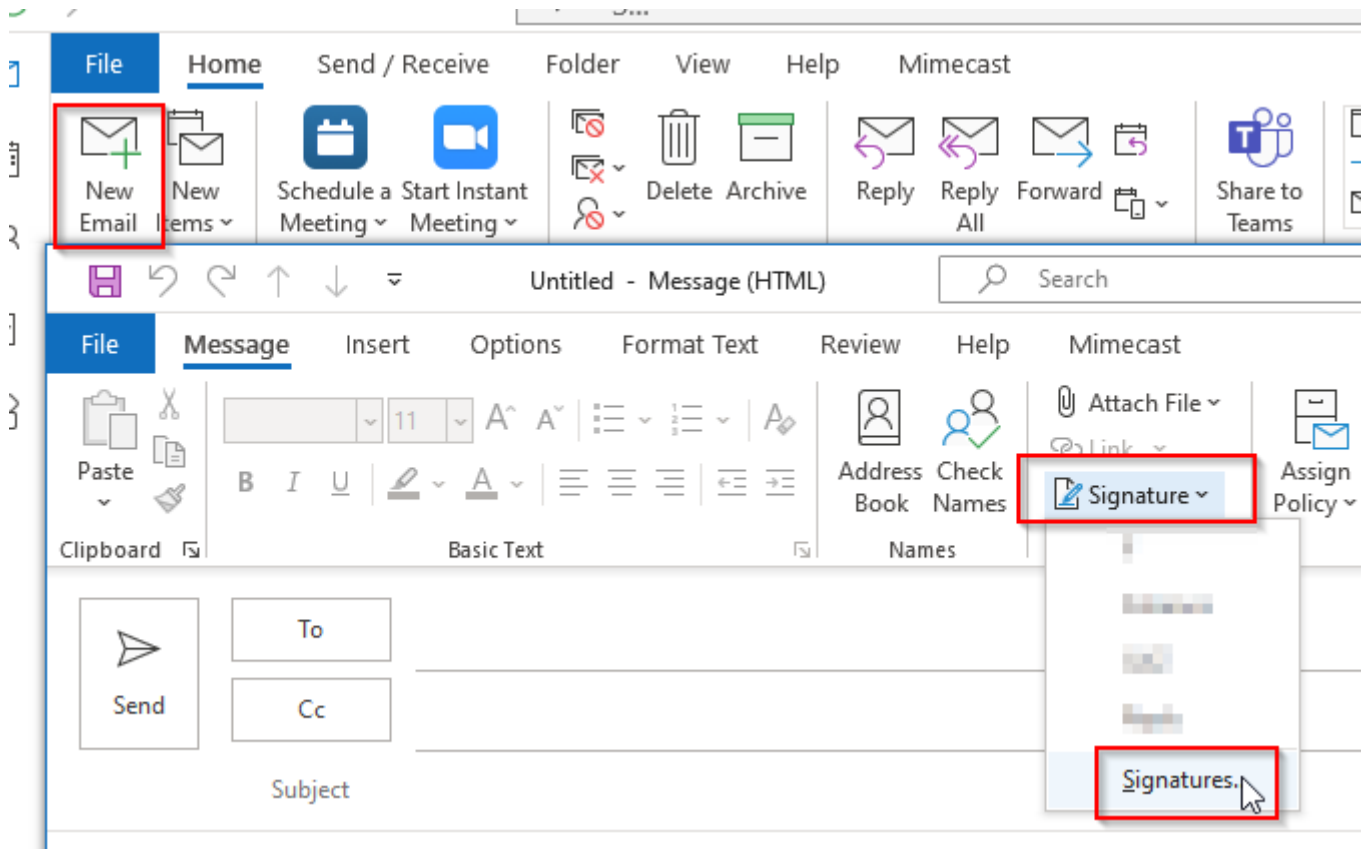 File Home Send / Receive Folder View Help Mimecast
New Email
New Items
Schedule a Meeting
Start Instant Meeting
Delete
Archive
Reply
Reply All
Forward
Share to Teams
Untitled - Message (HTML)
Search
File Message Insert Options Format Text Review Help Mimecast
Paste
11
B I U A
Address Book
Check Names
Attach File
Link
Signature
Assign Policy
Clipboard
Basic Text
Names
Send
To
Cc
Subject
Signatures.